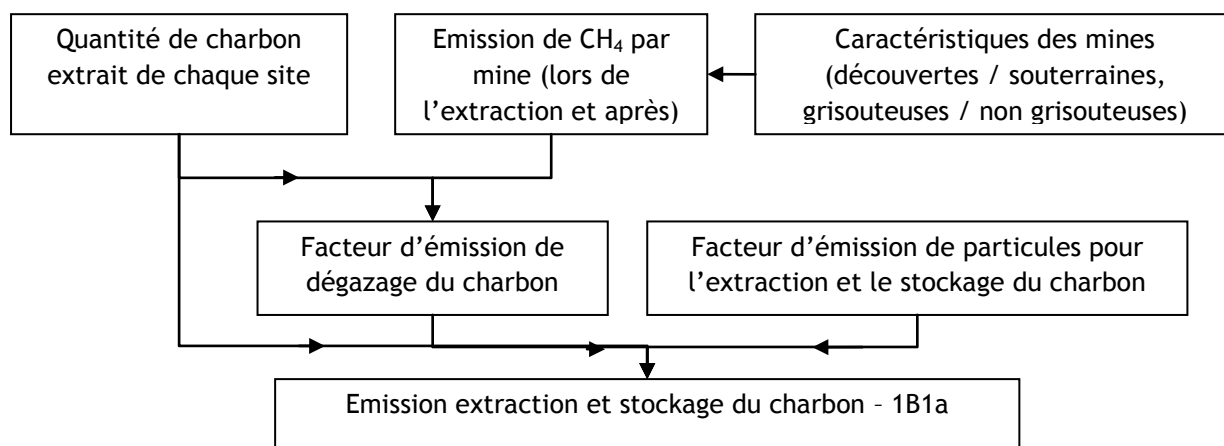 Quantité de charbon
extrait de chaque site
Emission de CH₄ par
mine (lors de
l’extraction et après)
Caractéristiques des mines
(découvertes / souterraines,
grisouteuses / non grisouteuses)
Facteur d’émission de
dégazage du charbon
Facteur d’émission de particules pour
l’extraction et le stockage du charbon
Emission extraction et stockage du charbon – 1B1a